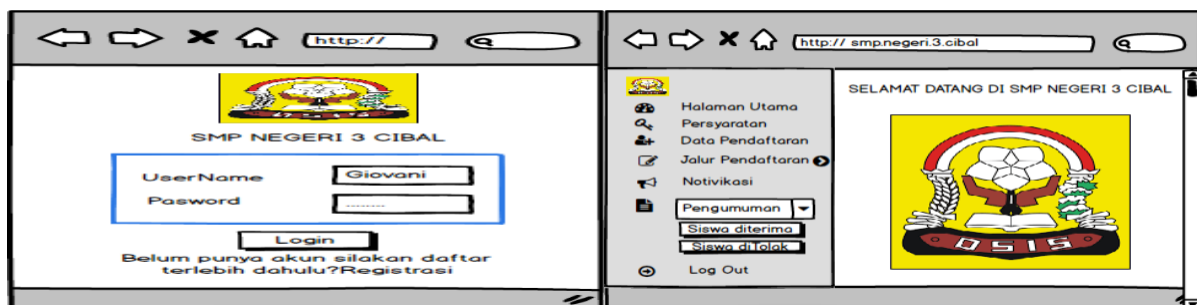 http://
SMP NEGERI 3 CIBAL
UserName
Giovani
Pasword
........
Login
Belum punya akun silakan daftar
terlebih dahulu?Registrasi
http:// smp.negeri.3.cibal
Halaman Utama
Persyaratan
Data Pendaftaran
Jalur Pendaftaran
Notivikasi
Pengumuman
Siswa diterima
Siswa diTolak
Log Out
SELAMAT DATANG DI SMP NEGERI 3 CIBAL
OSIS